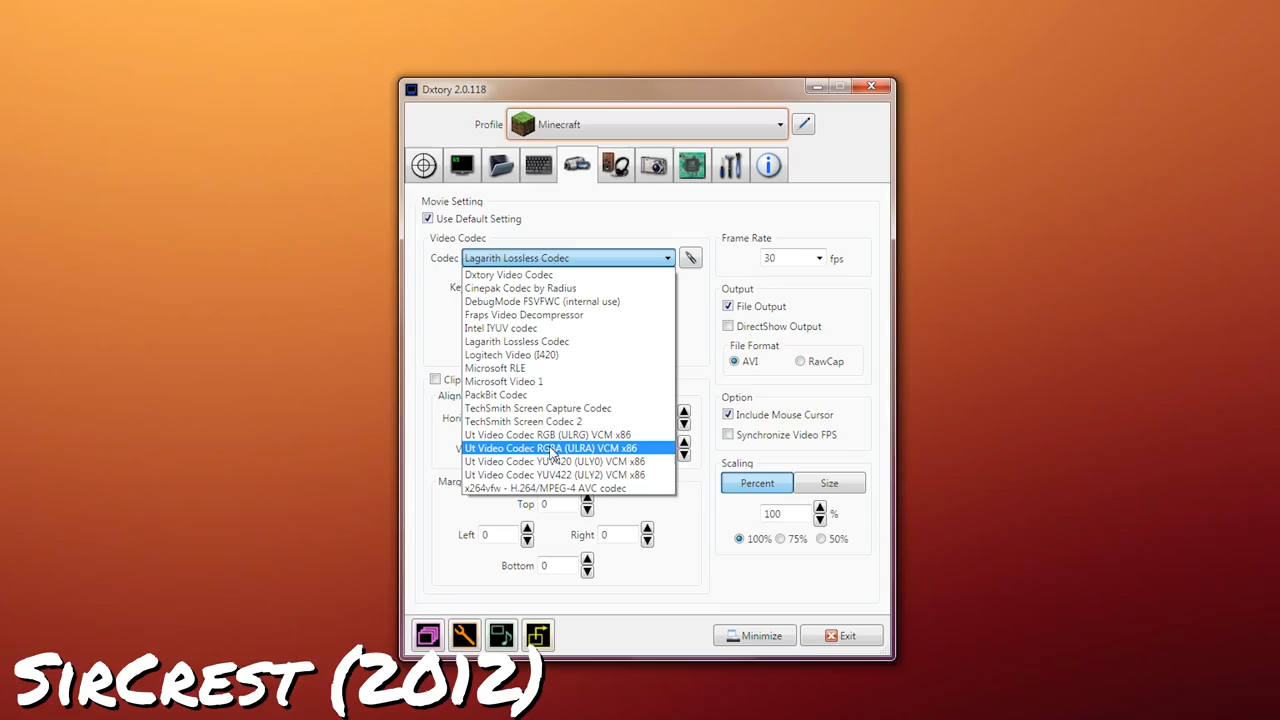 Dxtory 2.0.118
Profile
Minecraft
Movie Setting
Use Default Setting
Video Codec
Codec
Lagarith Lossless Codec
Ke
Dxtory Video Codec
Cinepak Codec by Radius
DebugMode FSVFWC (internal use)
Fraps Video Decompressor
Intel IYUV codec
Lagarith Lossless Codec
Logitech Video (I420)
Microsoft RLE
Microsoft Video 1
PackBit Codec
TechSmith Screen Capture Codec
TechSmith Screen Codec 2
Ut Video Codec RGB (ULRG) VCM x86
Ut Video Codec RGBA (ULRA) VCM x86
Ut Video Codec YUV420 (ULY0) VCM x86
Ut Video Codec YUV422 (ULY2) VCM x86
x264vfw - H.264/MPEG-4 AVC codec
Clip
Align
Hori
V
Marg
Top 0
Left 0
Right 0
Bottom 0
Frame Rate
30 fps
Output
File Output
DirectShow Output
File Format
AVI
RawCap
Option
Include Mouse Cursor
Synchronize Video FPS
Scaling
Percent
Size
100 %
100% 75% 50%
Minimize
Exit
SirCrest (2012)